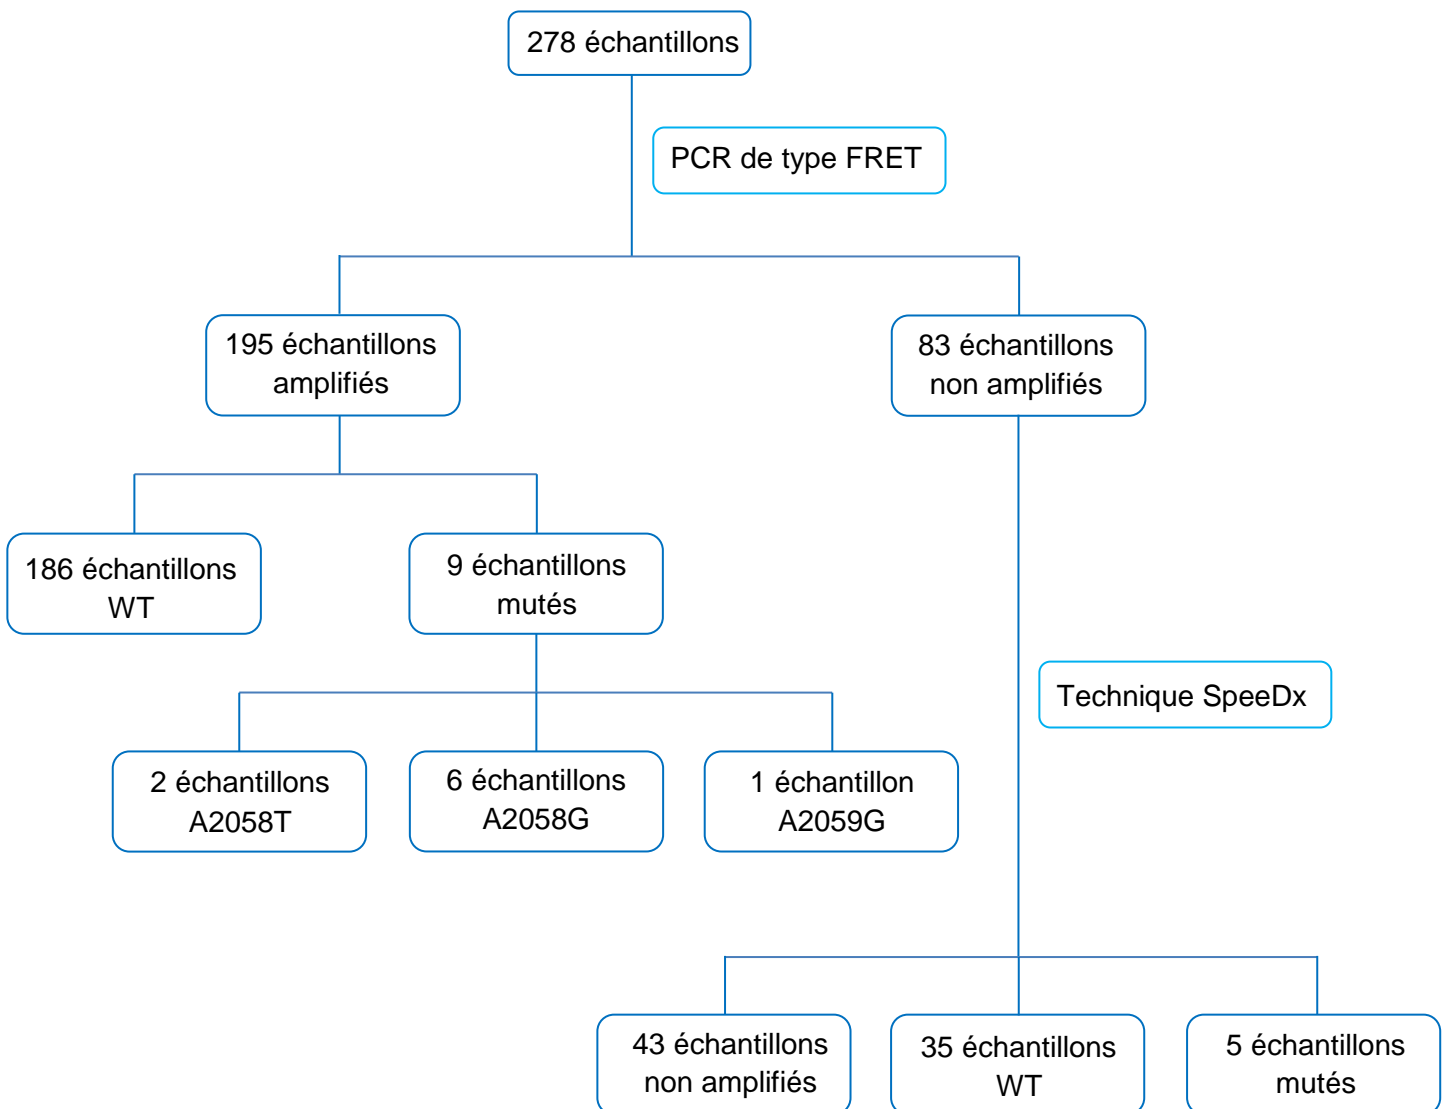 278 échantillons
PCR de type FRET
195 échantillons
amplifiés
83 échantillons
non amplifiés
186 échantillons
WT
9 échantillons
mutés
Technique SpeeDx
2 échantillons
A2058T
6 échantillons
A2058G
1 échantillon
A2059G
43 échantillons
non amplifiés
35 échantillons
WT
5 échantillons
mutés